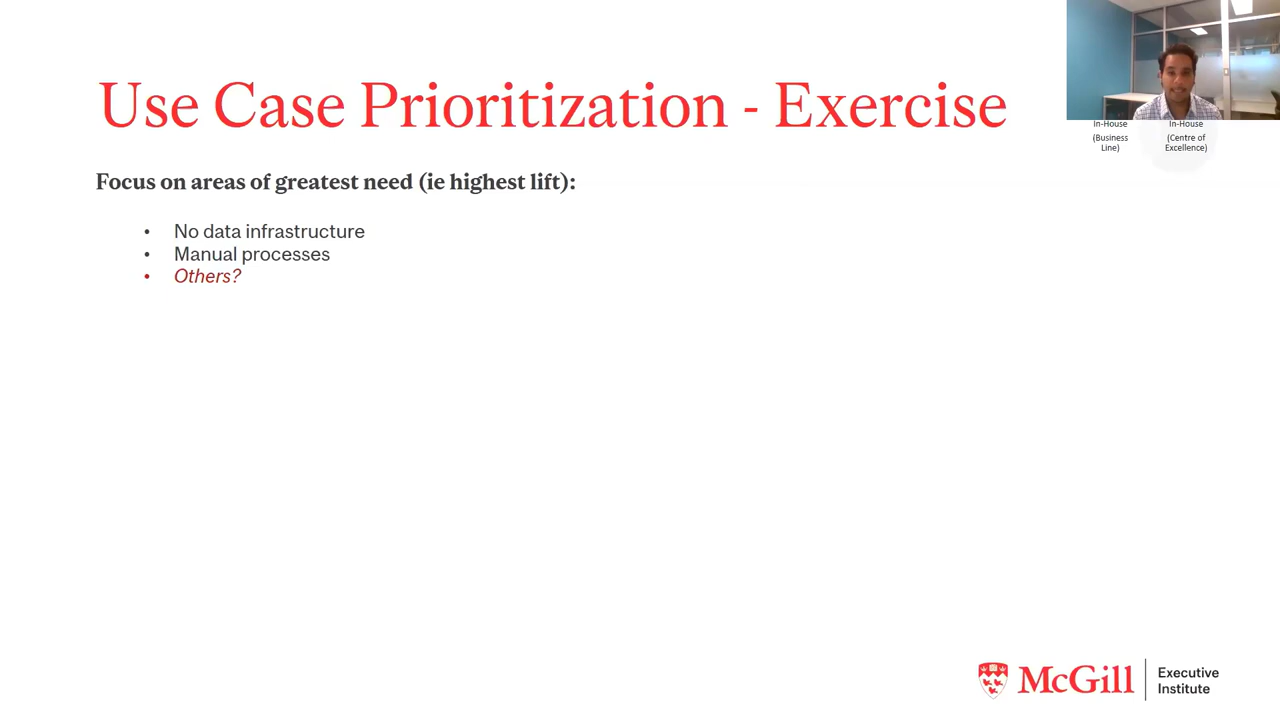 Use Case Prioritization - Exercise
In-House
(Business
Line)
In-House
(Centre of
Excellence)
Focus on areas of greatest need (ie highest lift):
• No data infrastructure
• Manual processes
• Others?
McGill
Executive
Institute